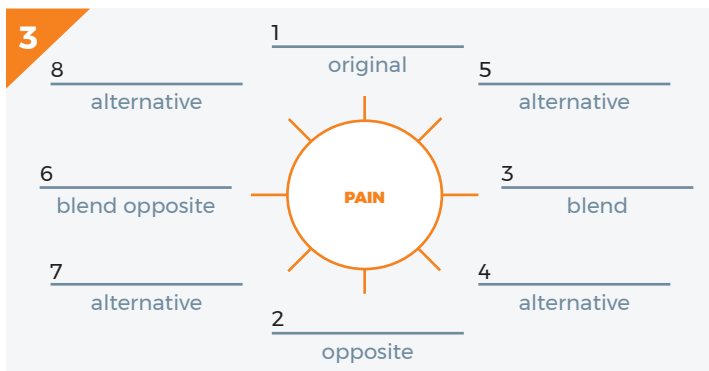 3
1
original
8
alternative
5
alternative
6
blend opposite
PAIN
3
blend
7
alternative
4
alternative
2
opposite